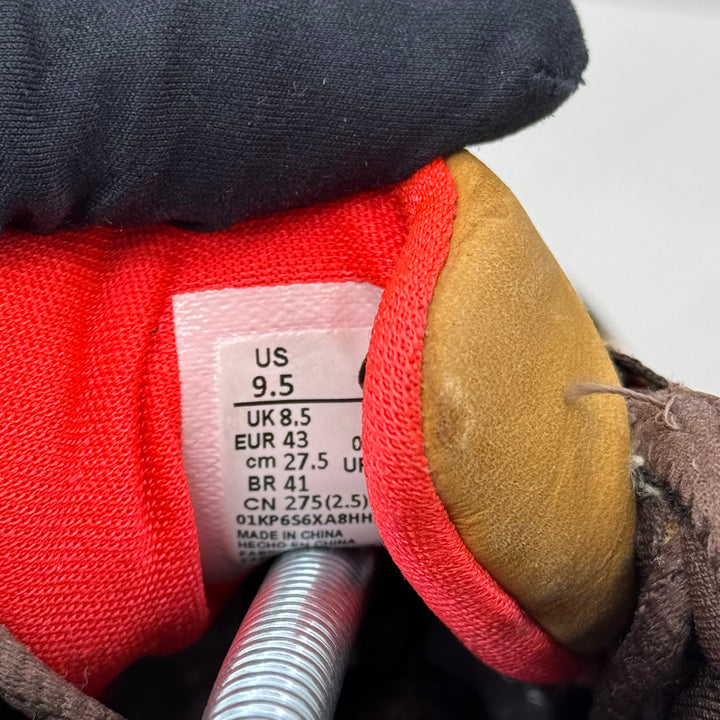 US
9.5
UK 8.5
EUR 43
cm 27.5
BR 41
CN 275(2.5)
01KP6S6XA8HH
MADE IN CHINA
HECHO EN CHINA